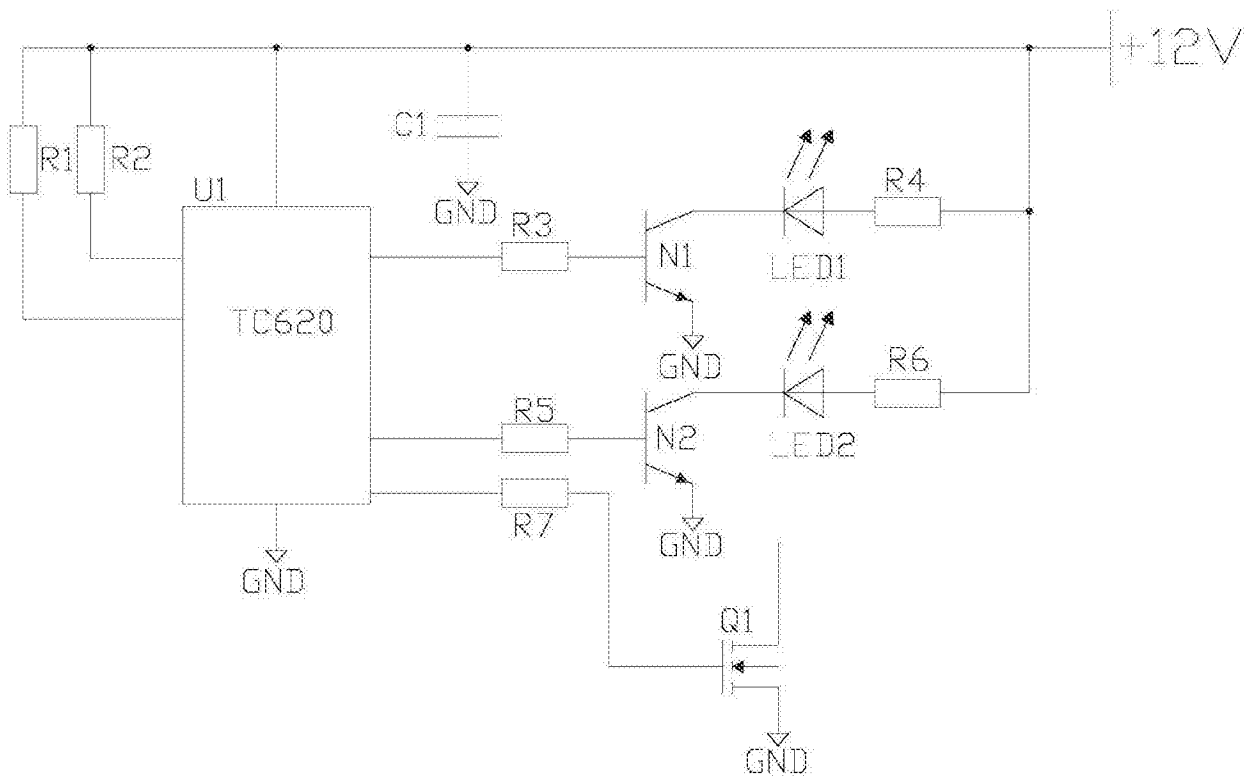 +12V
C1
R1
R2
R4
U1
GND
R3
N1
LED1
TC620
GND
R6
R5
N2
LED2
R7
GND
GND
Q1
GND